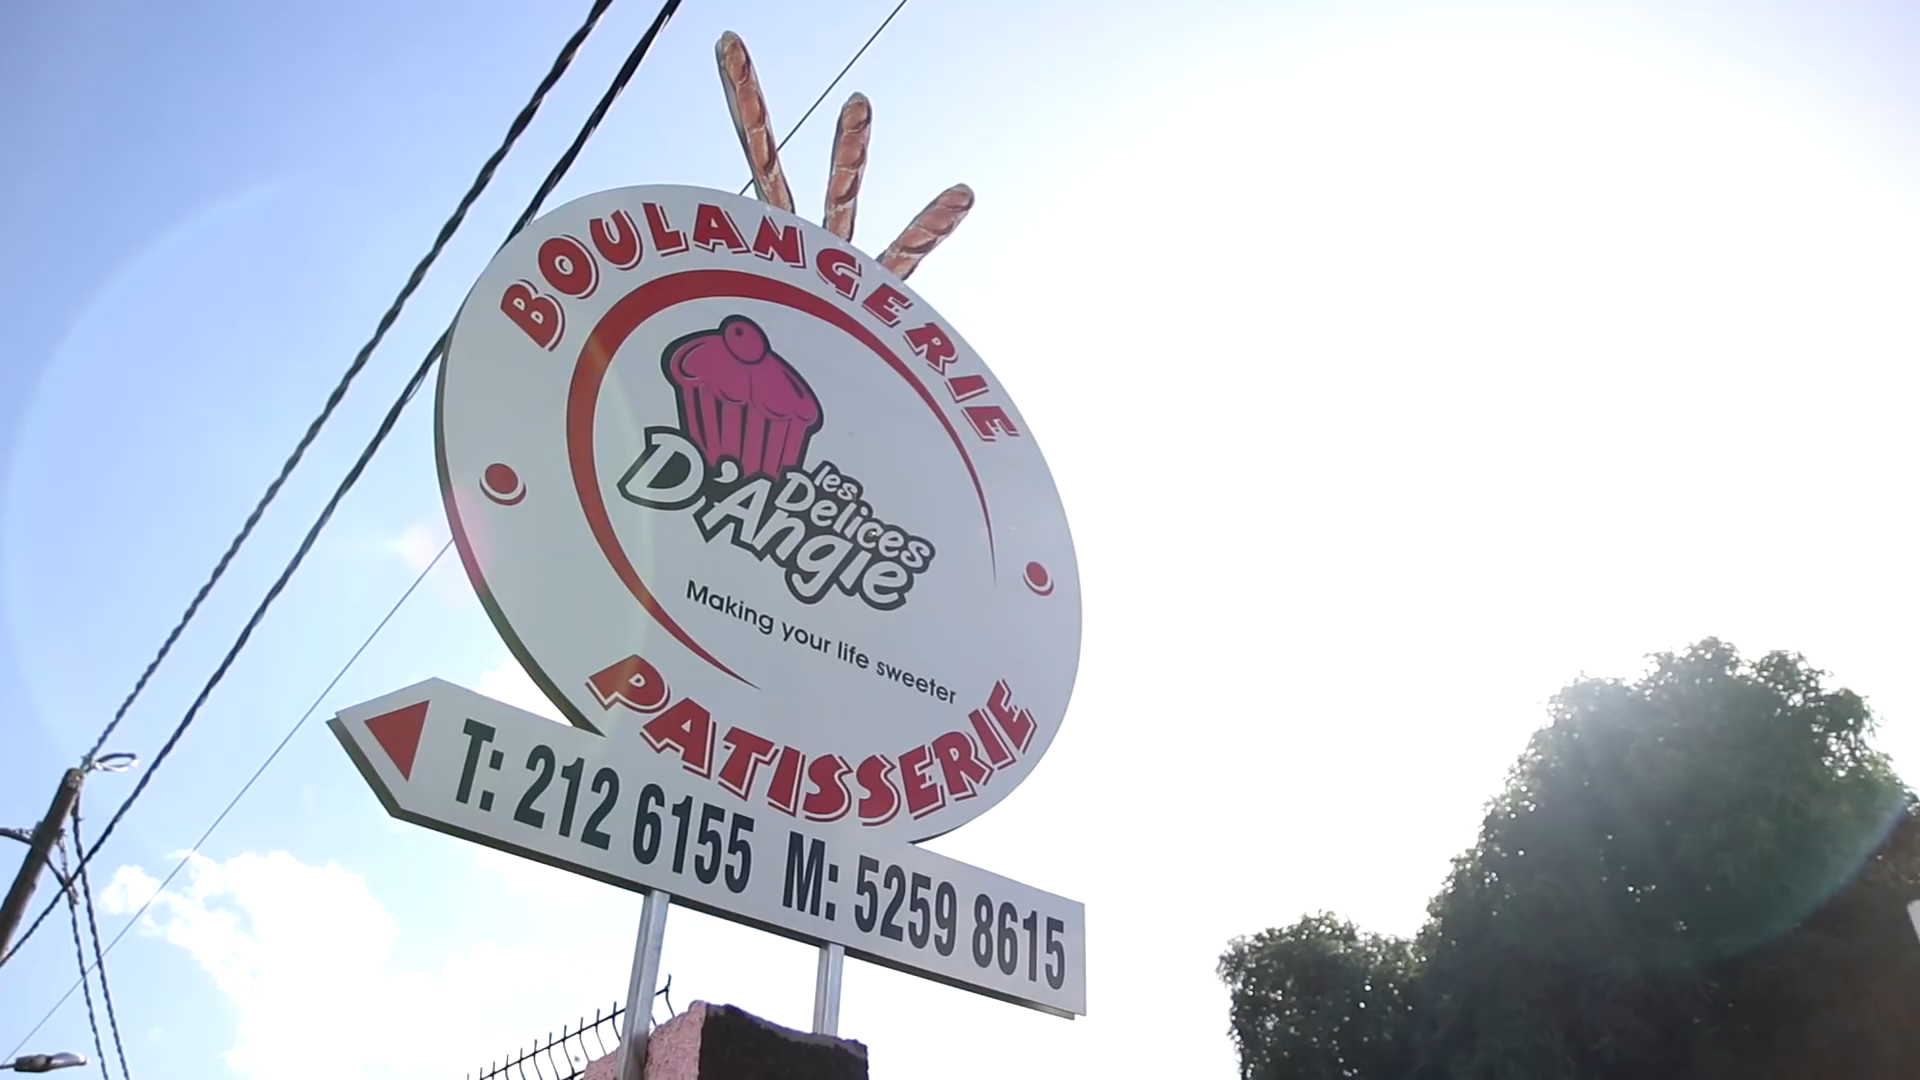 BOULANGERIE
les
Delices
D'Angie
Making your life sweeter
PATISSERIE
T: 212 6155 M: 5259 8615